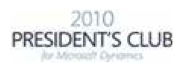 2010
PRESIDENT'S CLUB
for Microsoft Dynamics